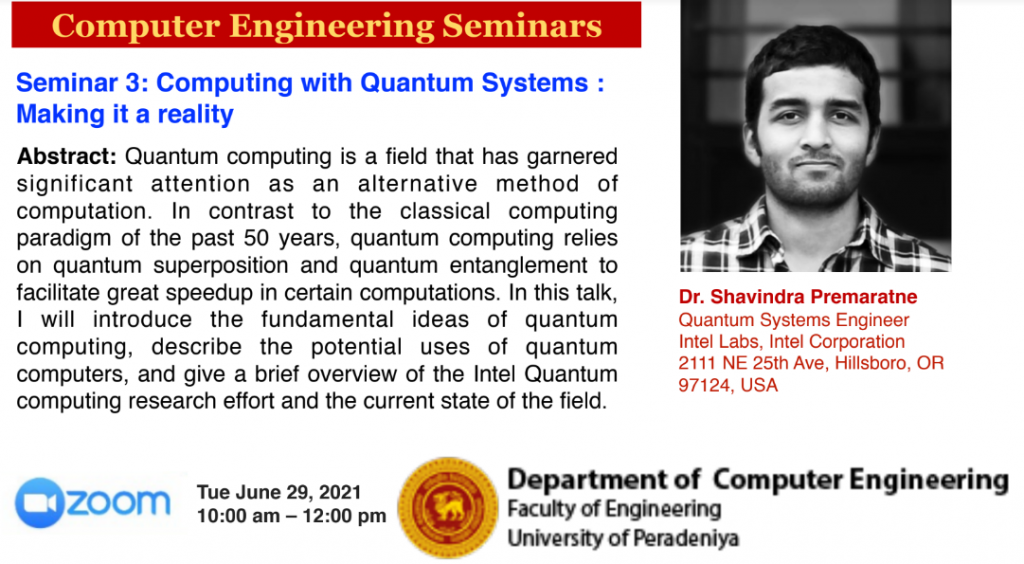 Computer Engineering Seminars
Seminar 3: Computing with Quantum Systems :
Making it a reality
Abstract: Quantum computing is a field that has garnered
significant attention as an alternative method of
computation. In contrast to the classical computing
paradigm of the past 50 years, quantum computing relies
on quantum superposition and quantum entanglement to
facilitate great speedup in certain computations. In this talk,
I will introduce the fundamental ideas of quantum
computing, describe the potential uses of quantum
computers, and give a brief overview of the Intel Quantum
computing research effort and the current state of the field.
Dr. Shavindra Premaratne
Quantum Systems Engineer
Intel Labs, Intel Corporation
2111 NE 25th Ave, Hillsboro, OR
97124, USA
zoom
Tue June 29, 2021
10:00 am – 12:00 pm
Department of Computer Engineering
Faculty of Engineering
University of Peradeniya